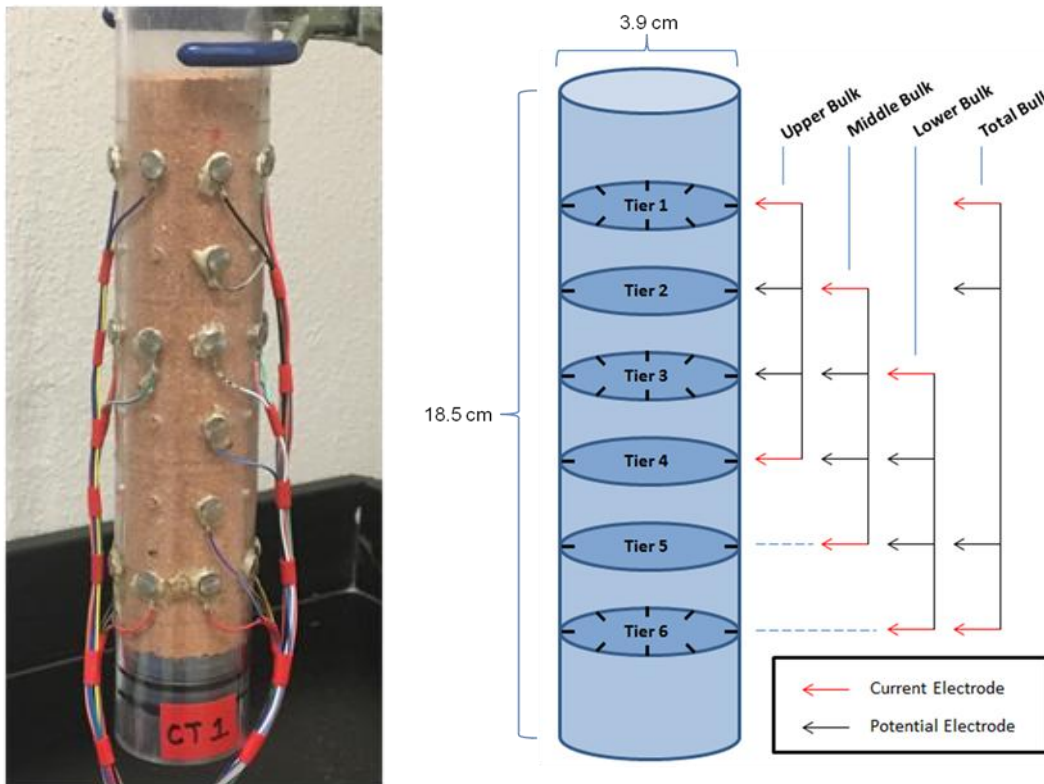 CT 1
3.9 cm
18.5 cm
Upper Bulk
Middle Bulk
Lower Bulk
Total Bulk
Tier 1
Tier 2
Tier 3
Tier 4
Tier 5
Tier 6
Current Electrode
Potential Electrode